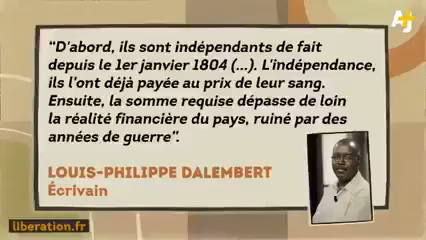 "D'abord, ils sont indépendants de fait
depuis le 1er janvier 1804 (...). L'indépendance,
ils l'ont déjà payée au prix de leur sang.
Ensuite, la somme requise dépasse de loin
la réalité financière du pays, ruiné par des
années de guerre".
LOUIS-PHILIPPE DALEMBERT
Écrivain
liberation.fr
AJ+